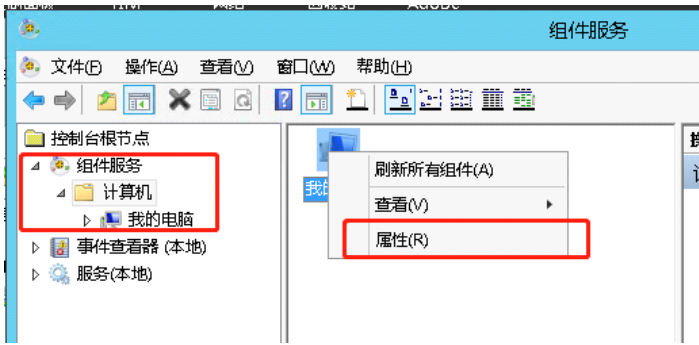 组件服务
文件(F) 操作(A) 查看(V) 窗口(W) 帮助(H)
控制台根节点
组件服务
计算机
我的电脑
事件查看器 (本地)
服务(本地)
刷新所有组件(A)
查看(V)
属性(R)